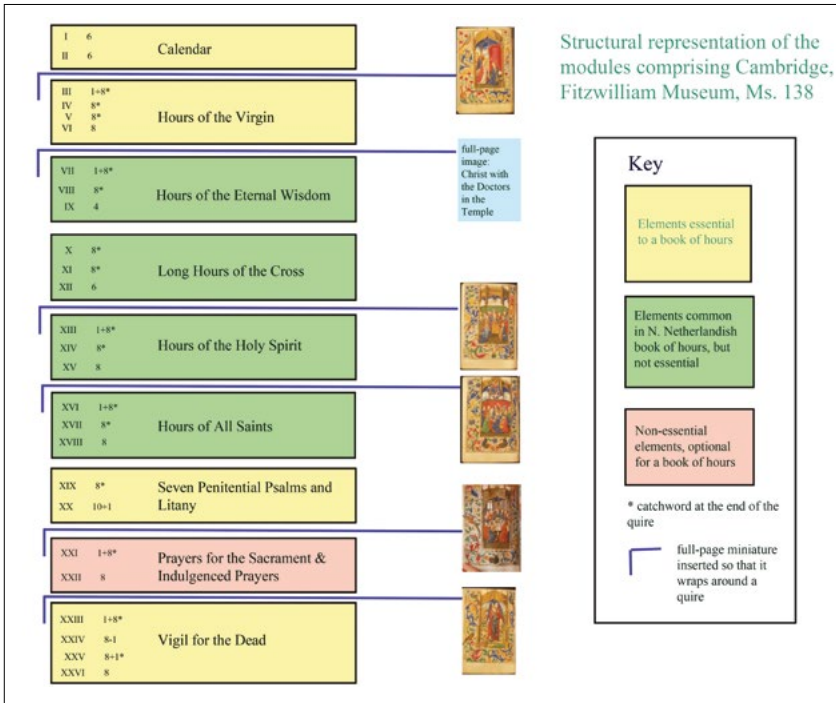 Structural representation of the
modules comprising Cambridge,
Fitzwilliam Museum, Ms. 138
I 6
II 6
Calendar
III 1+8*
IV 8*
V 8*
VI 8
Hours of the Virgin
VII 1+8*
VIII 8*
IX 4
Hours of the Eternal Wisdom
full-page
image:
Christ with
the Doctors
in the
Temple
X 8*
XI 8*
XII 6
Long Hours of the Cross
XIII 1+8*
XIV 8*
XV 8
Hours of the Holy Spirit
XVI 1+8*
XVII 8*
XVIII 8
Hours of All Saints
XIX 8*
XX 10+1
Seven Penitential Psalms and
Litany
XXI 1+8*
XXII 8
Prayers for the Sacrament &
Indulgenced Prayers
XXIII 1+8*
XXIV 8-1
XXV 8+1*
XXVI 8
Vigil for the Dead
Key
Elements essential
to a book of hours
Elements common
in N. Netherlandish
book of hours, but
not essential
Non-essential
elements, optional
for a book of hours
* catchword at the end of the
quire
full-page miniature
inserted so that it
wraps around a
quire